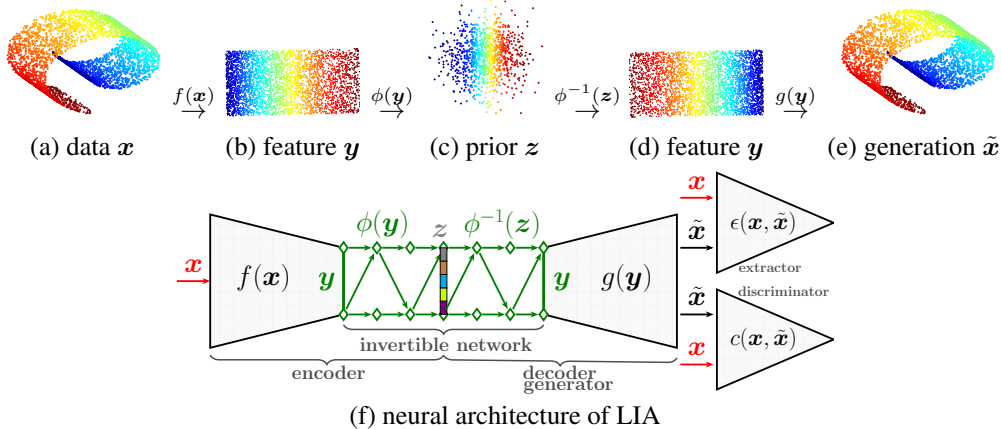 f(x) ϕ(y) ϕ⁻¹(z) g(y)
(a) data x (b) feature y (c) prior z (d) feature y (e) generation x̃
x
ϕ(y) z ϕ⁻¹(z)
x̃ ϵ(x, x̃)
x f(x) y y g(y)
extractor
discriminator
x̃
c(x, x̃)
invertible network
x
encoder decoder
generator
(f) neural architecture of LIA